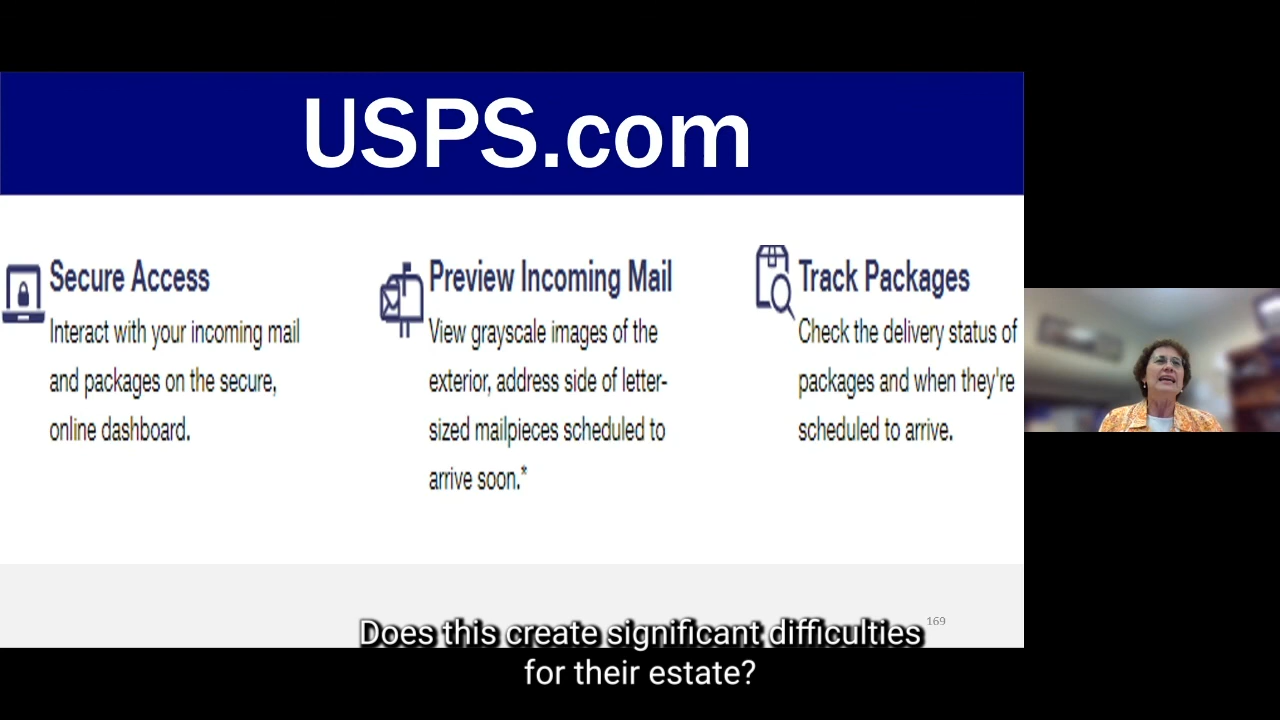 USPS.com
Secure Access
Interact with your incoming mail
and packages on the secure,
online dashboard.
Preview Incoming Mail
View grayscale images of the
exterior, address side of letter-
sized mailpieces scheduled to
arrive soon.*
Track Packages
Check the delivery status of
packages and when they're
scheduled to arrive.
169
Does this create significant difficulties
for their estate?